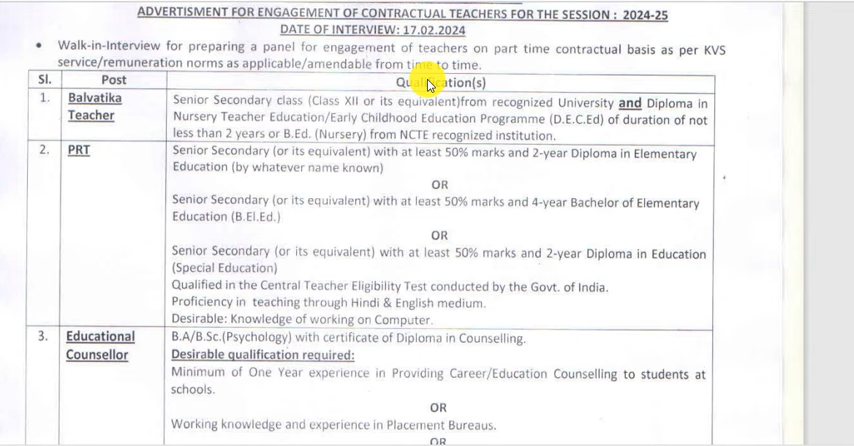 ADVERTISMENT FOR ENGAGEMENT OF CONTRACTUAL TEACHERS FOR THE SESSION : 2024-25
DATE OF INTERVIEW: 17.02.2024
• Walk-in-Interview for preparing a panel for engagement of teachers on part time contractual basis as per KVS
service/remuneration norms as applicable/amendable from time to time.
Sl. Post Qualification(s)
1. Balvatika Teacher
Senior Secondary class (Class XII or its equivalent)from recognized University and Diploma in
Nursery Teacher Education/Early Childhood Education Programme (D.E.C.Ed) of duration of not
less than 2 years or B.Ed. (Nursery) from NCTE recognized institution.
2. PRT
Senior Secondary (or its equivalent) with at least 50% marks and 2-year Diploma in Elementary
Education (by whatever name known)
OR
Senior Secondary (or its equivalent) with at least 50% marks and 4-year Bachelor of Elementary
Education (B.El.Ed.)
OR
Senior Secondary (or its equivalent) with at least 50% marks and 2-year Diploma in Education
(Special Education)
Qualified in the Central Teacher Eligibility Test conducted by the Govt. of India.
Proficiency in teaching through Hindi & English medium.
Desirable: Knowledge of working on Computer.
3. Educational Counsellor
B.A/B.Sc.(Psychology) with certificate of Diploma in Counselling.
Desirable qualification required:
Minimum of One Year experience in Providing Career/Education Counselling to students at
schools.
OR
Working knowledge and experience in Placement Bureaus.
OR